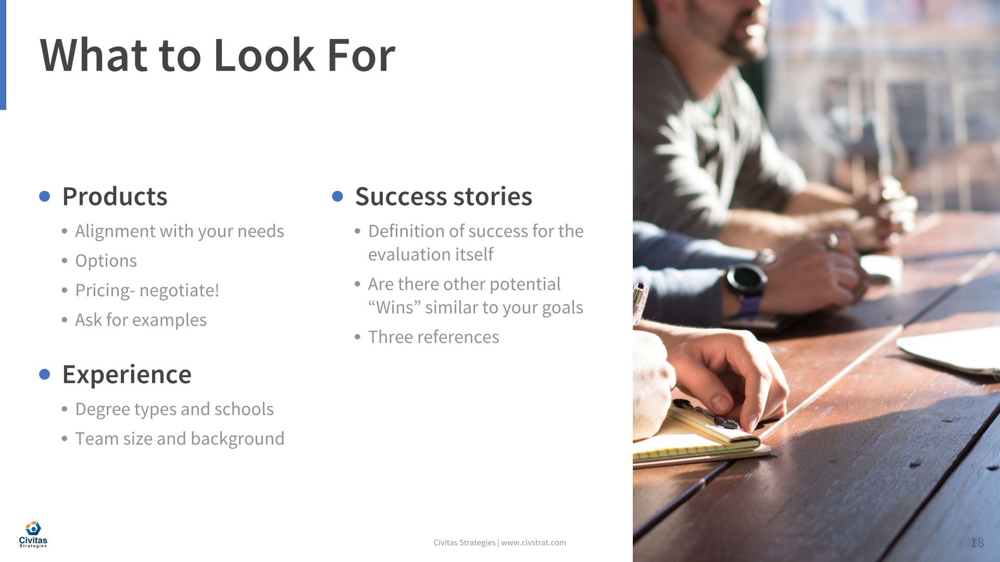 What to Look For
Products
• Alignment with your needs
• Options
• Pricing- negotiate!
• Ask for examples
Experience
• Degree types and schools
• Team size and background
Success stories
• Definition of success for the
evaluation itself
• Are there other potential
“Wins” similar to your goals
• Three references
Civitas
Strategies
Civitas Strategies | www.civstrat.com
18